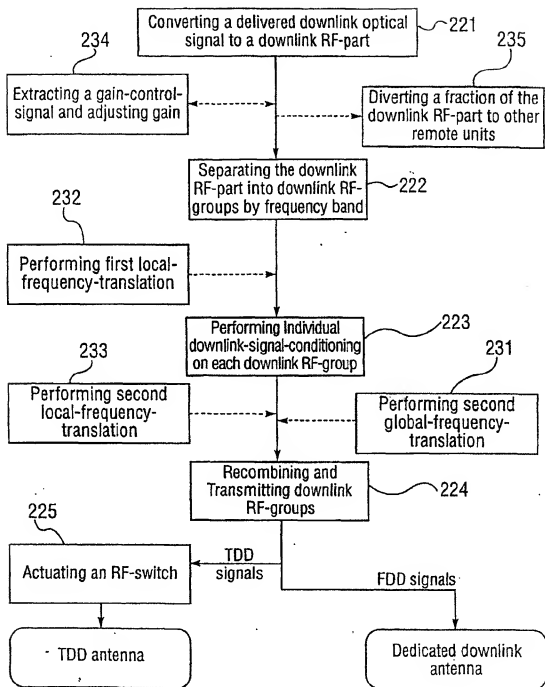 Converting a delivered downlink optical
signal to a downlink RF-part
221
234
235
Extracting a gain-control-
signal and adjusting gain
Diverting a fraction of the
downlink RF-part to other
remote units
Separating the downlink
RF-part into downlink RF-
groups by frequency band
222
232
Performing first local-
frequency-translation
Performing Individual
downlink-signal-conditioning
on each downlink RF-group
223
233
231
Performing second
local-frequency-
translation
Performing second
global-frequency-
translation
Recombining and
Transmitting downlink
RF-groups
224
225
Actuating an RF-switch
TDD
signals
FDD signals
TDD antenna
Dedicated downlink
antenna